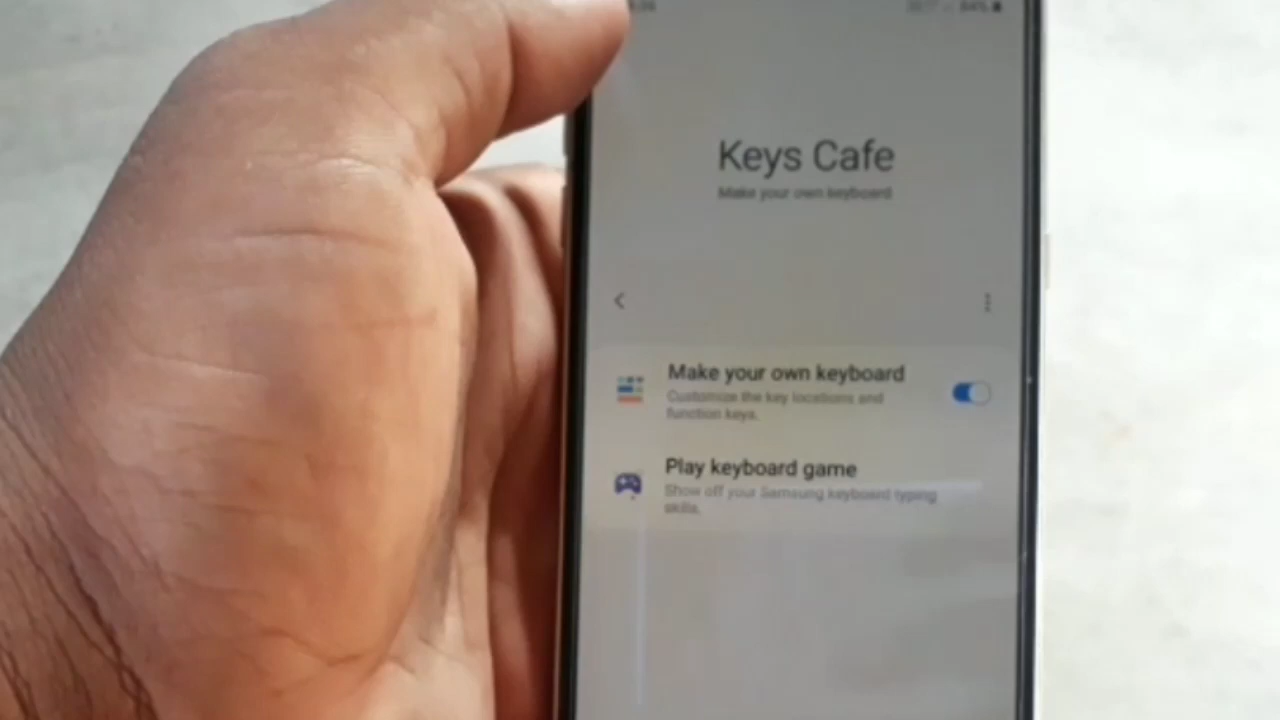 Keys Cafe
Make your own keyboard
Make your own keyboard
Customize the key locations and
function keys.
Play keyboard game
Show off your Samsung keyboard typing
skills.